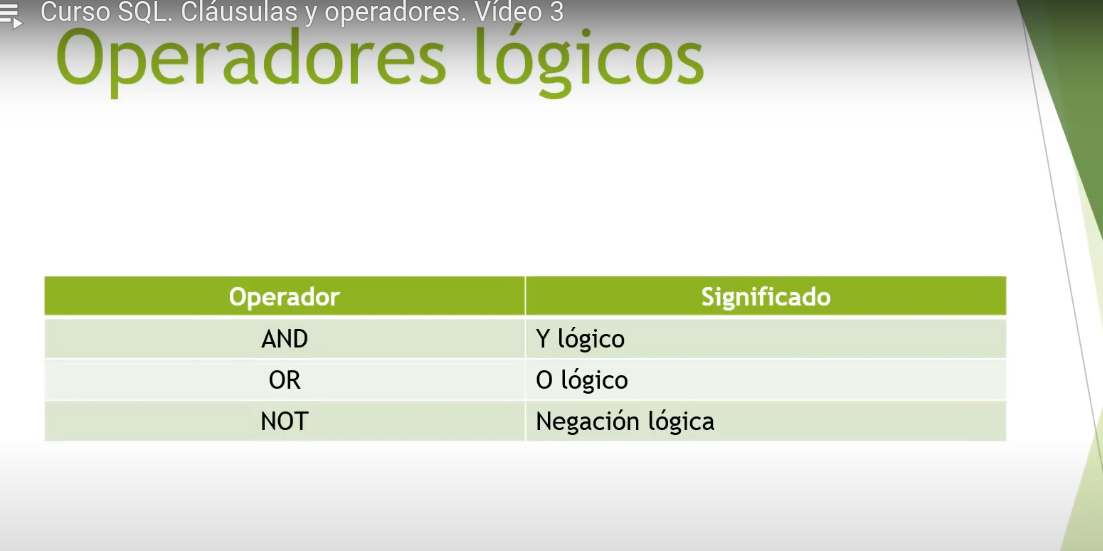 Curso SQL. Cláusulas y operadores. Vídeo 3
Operadores lógicos
Operador Significado
AND Y lógico
OR O lógico
NOT Negación lógica